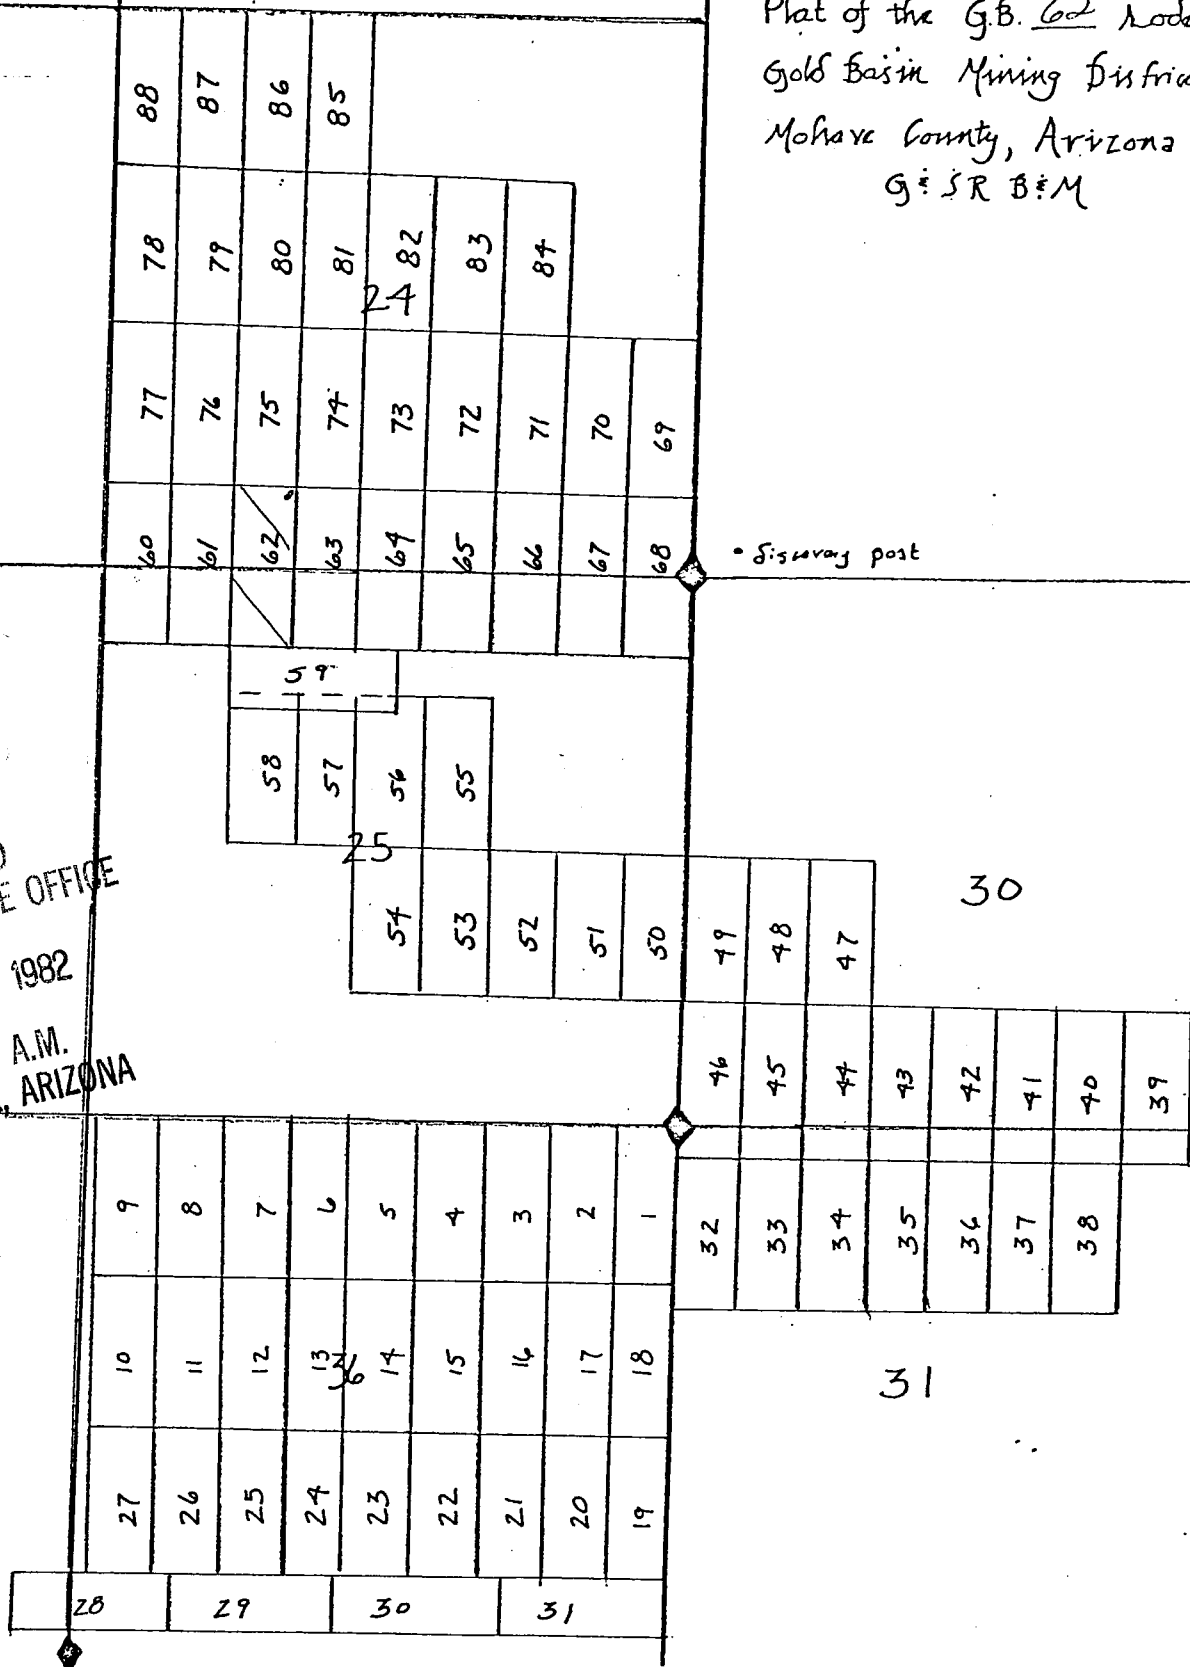 Plat of the G.B. 62 Lode
Gold Basin Mining Distric
Mohave County, Arizona
G & S R B & M
88 87 86 85
78 79 80 81 82 83 84
24
77 76 75 74 73 72 71 70 69
60 61 62 63 64 65 66 67 68
• discovery post
59
58 57 56 55
25
30
54 53 52 51 50 49 48 47
E OFFICE
1982
A.M.
ARIZONA
46 45 44 43 42 41 40 39
9 8 7 6 5 4 3 2 1
32 33 34 35 36 37 38
10 11 12 13 14 15 16 17 18
36
31
27 26 25 24 23 22 21 20 19
28 29 30 31